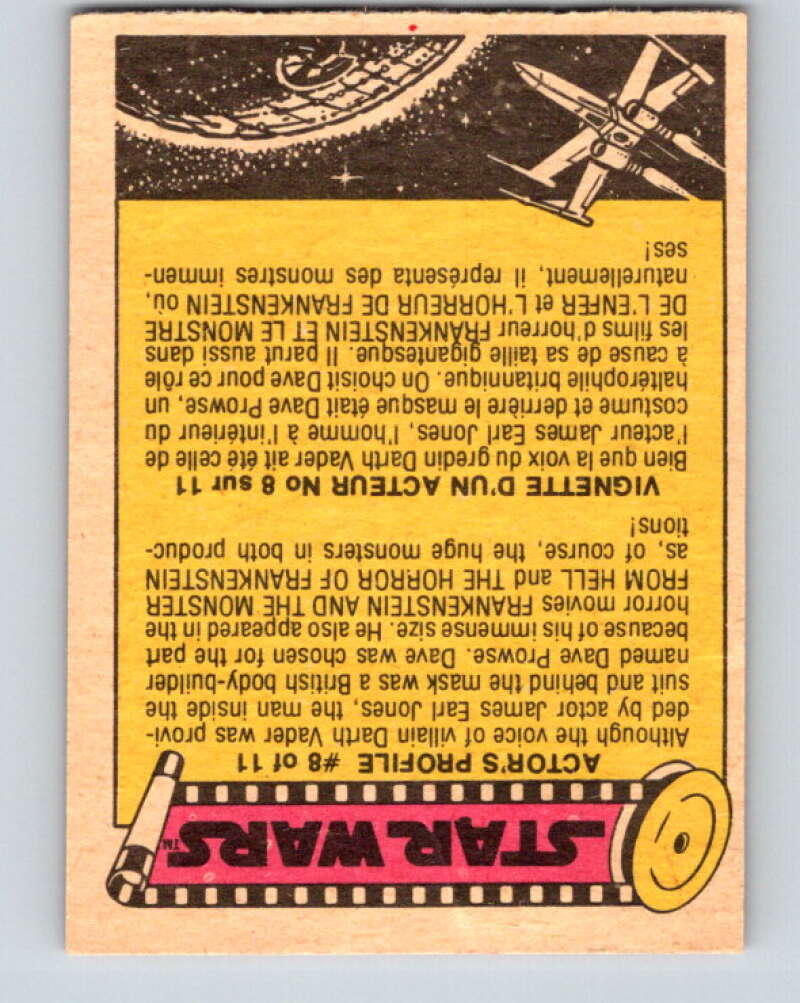 STAR WARS™
ACTOR'S PROFILE #8 of 11
Although the voice of villain Darth Vader was provi-
ded by actor James Earl Jones, the man inside the
suit and behind the mask was a British body-builder-
named Dave Prowse. Dave was chosen for the part
because of his immense size. He also appeared in the
horror movies FRANKENSTEIN AND THE MONSTER
FROM HELL and THE HORROR OF FRANKENSTEIN
as, of course, the huge monsters in both produc-
tions!
VIGNETTE D'UN ACTEUR No 8 sur 11
Bien que la voix du gredin Darth Vader ait été celle de
l'acteur James Earl Jones, l'homme à l'intérieur du
costume et derrière le masque était Dave Prowse, un
haltérophile britannique. On choisit Dave pour ce rôle
à cause de sa taille gigantesque. Il parut aussi dans
les films d'horreur FRANKENSTEIN ET LE MONSTRE
DE L'ENFER et L'HORREUR DE FRANKENSTEIN où,
naturellement, il représenta des monstres immen-
ses!